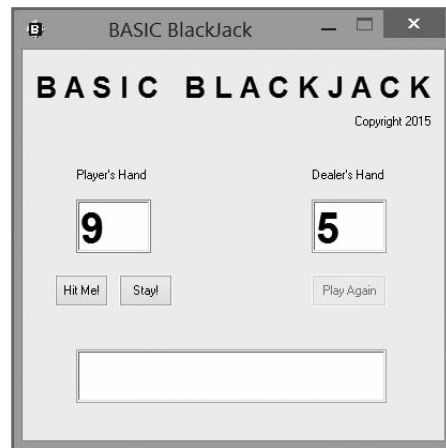 BASIC BlackJack
BASIC BLACKJACK
Copyright 2015
Player's Hand Dealer's Hand
9 5
Hit Me! Stay! Play Again